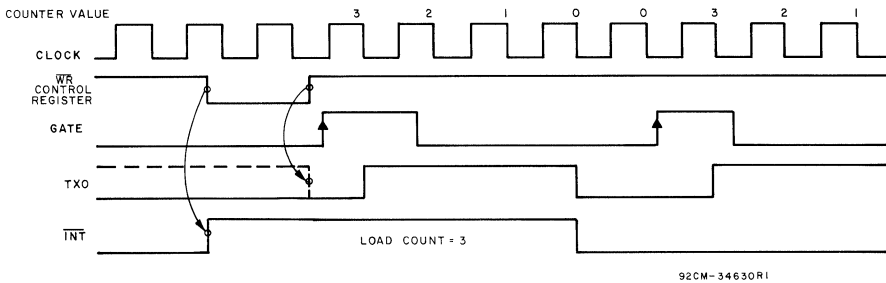 COUNTER VALUE 3 2 1 0 0 3 2 1
CLOCK
WR
CONTROL
REGISTER
GATE
TXO
INT
LOAD COUNT = 3
92CM-34630RI